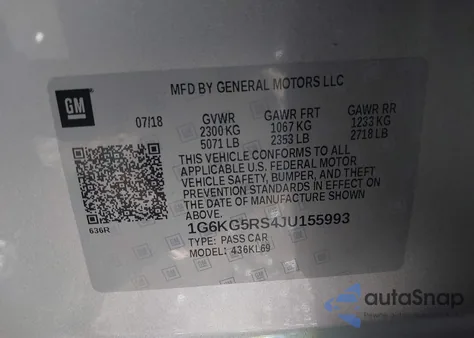 GM
MFD BY GENERAL MOTORS LLC
07/18 GVWR GAWR FRT GAWR RR
2300 KG 1067 KG 1233 KG
5071 LB 2353 LB 2718 LB
THIS VEHICLE CONFORMS TO ALL
APPLICABLE U.S. FEDERAL MOTOR
VEHICLE SAFETY, BUMPER, AND THEFT
PREVENTION STANDARDS IN EFFECT
ON THE DATE OF MANUFACTURE SHOWN
ABOVE.
636R
1G6KG5RS4JU155993
TYPE: PASS CAR
MODEL: 436KL69
autoSnap